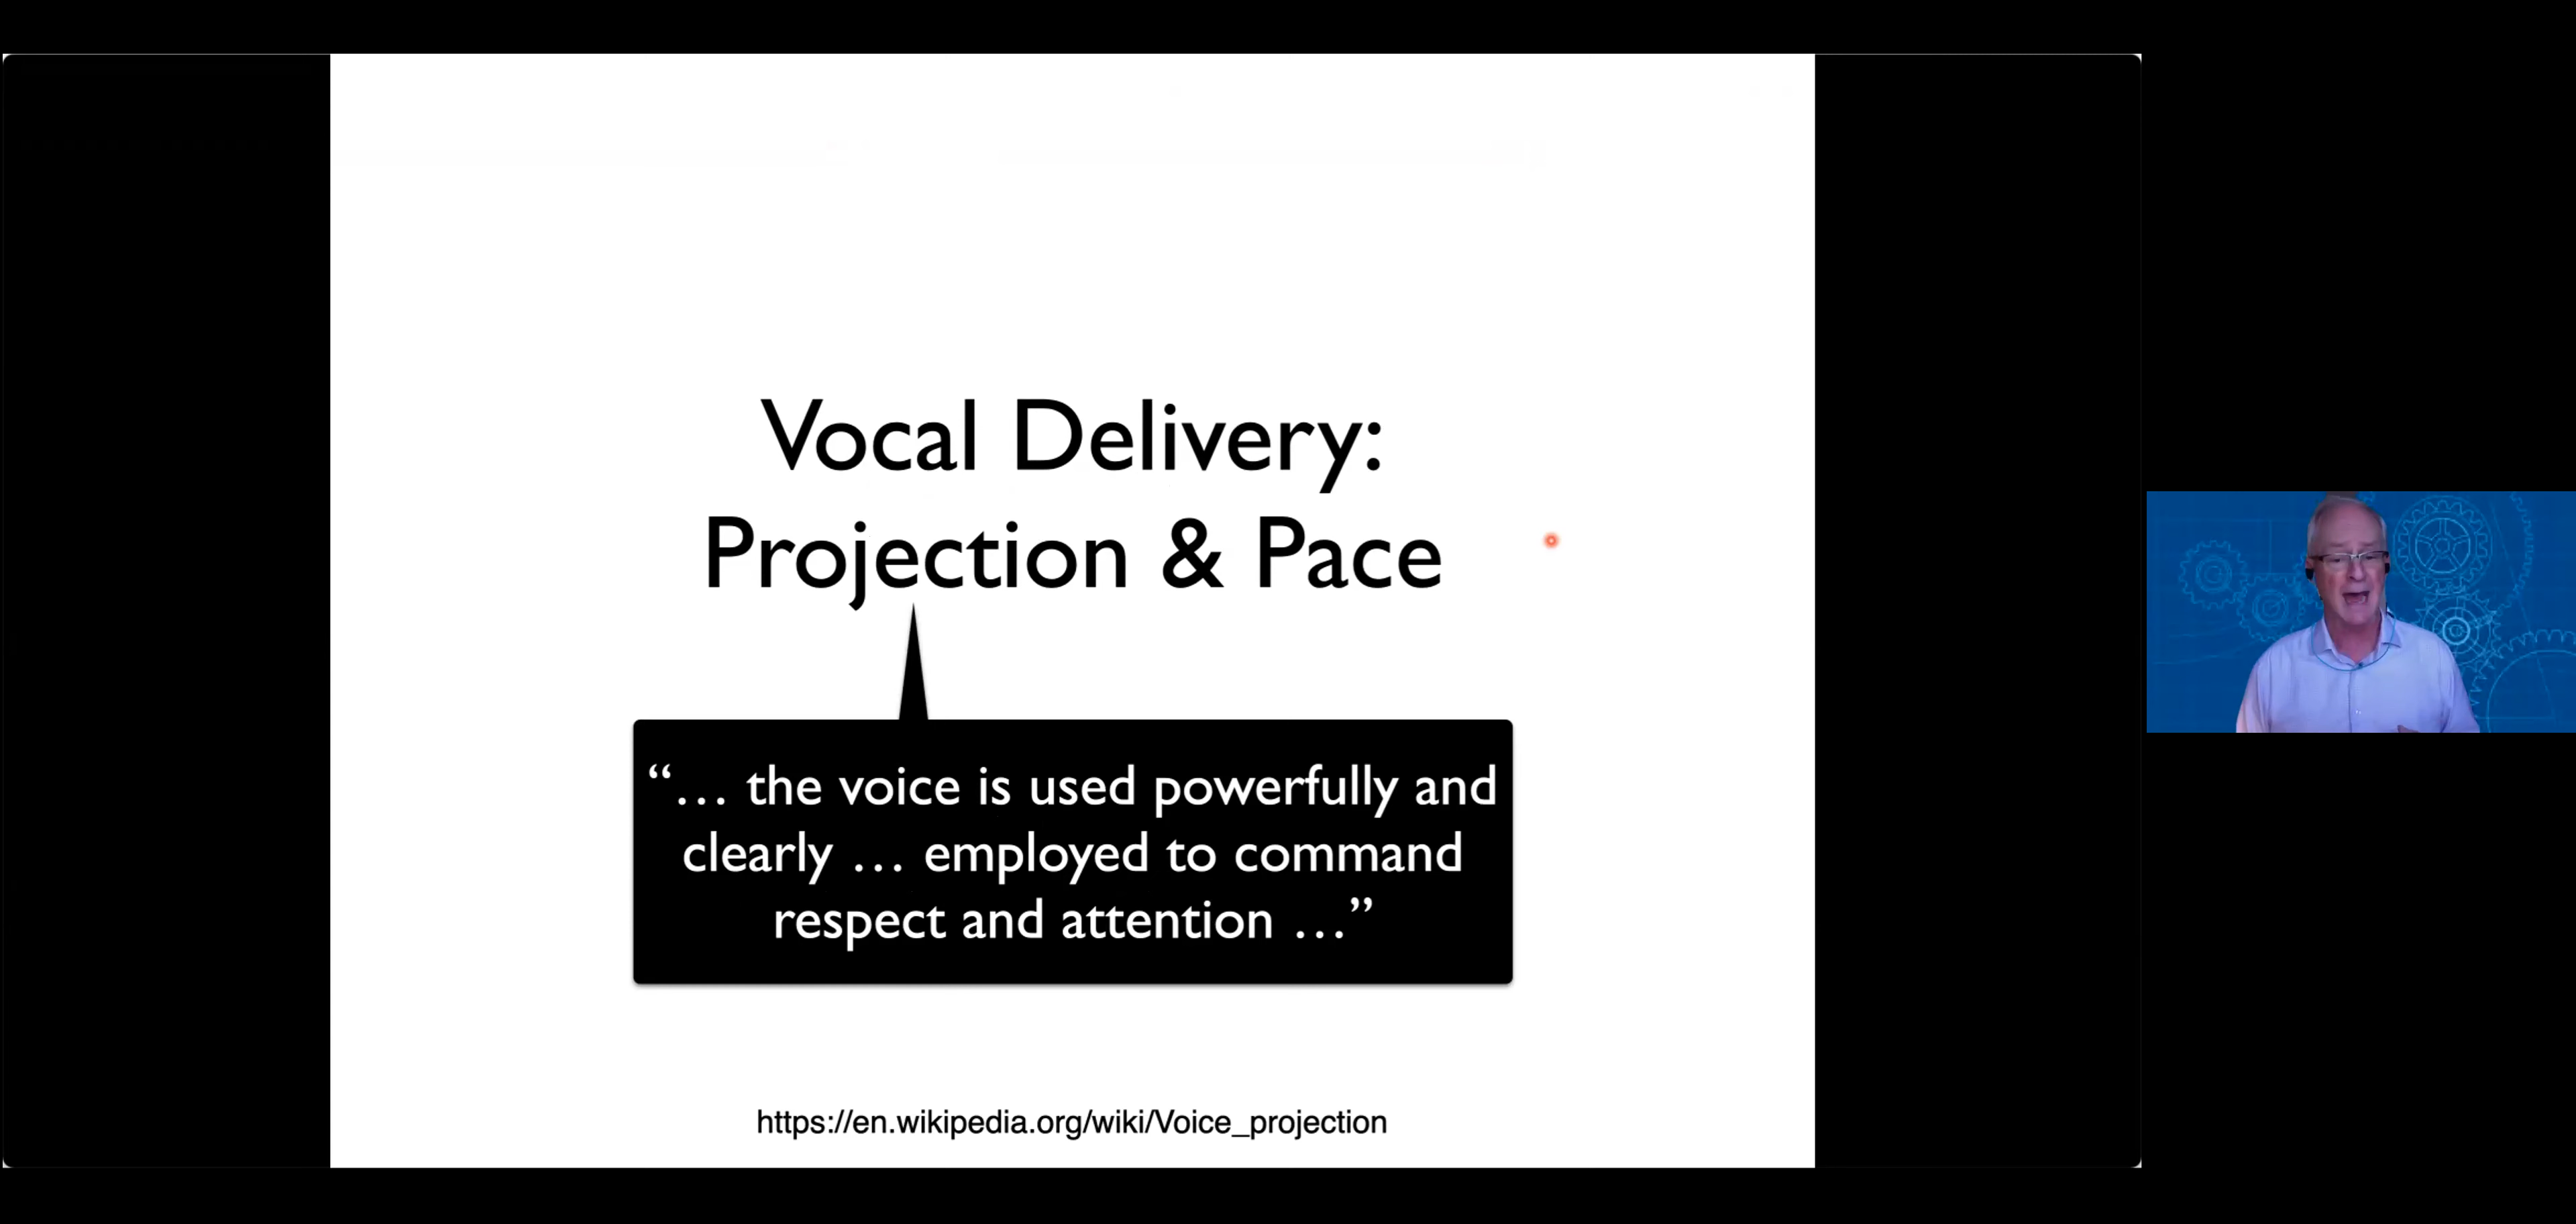 Vocal Delivery:
Projection & Pace
“… the voice is used powerfully and
clearly … employed to command
respect and attention …”
https://en.wikipedia.org/wiki/Voice_projection